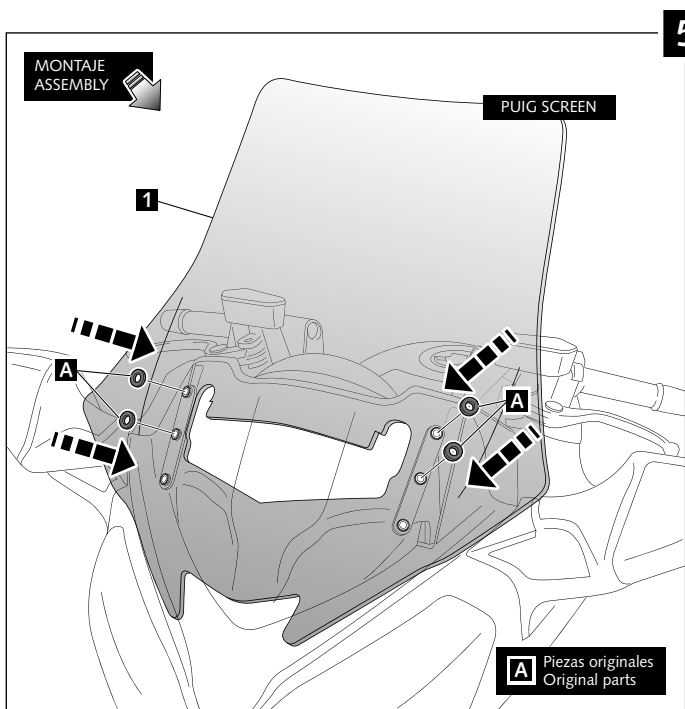 5
MONTAJE
ASSEMBLY
PUIG SCREEN
1
A
A
A Piezas originales
Original parts